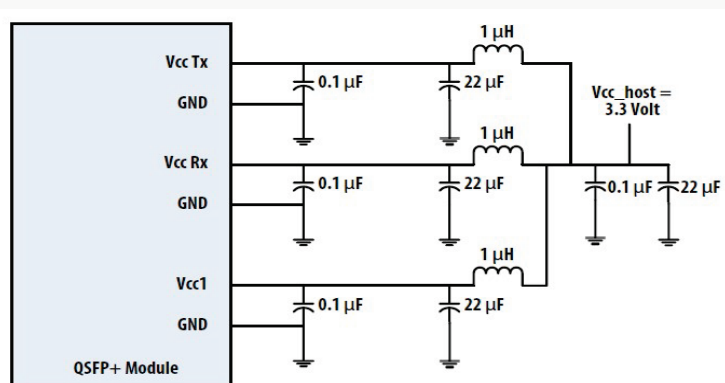 1 µH
Vcc Tx
0.1 µF
22 µF
GND
Vcc_host =
3.3 Volt
1 µH
Vcc Rx
0.1 µF
22 µF
0.1 µF
22 µF
GND
1 µH
Vcc1
0.1 µF
22 µF
GND
QSFP+ Module